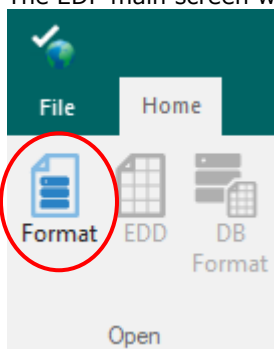 The EDP main screen w
File Home
Format EDD DB
Format
Open